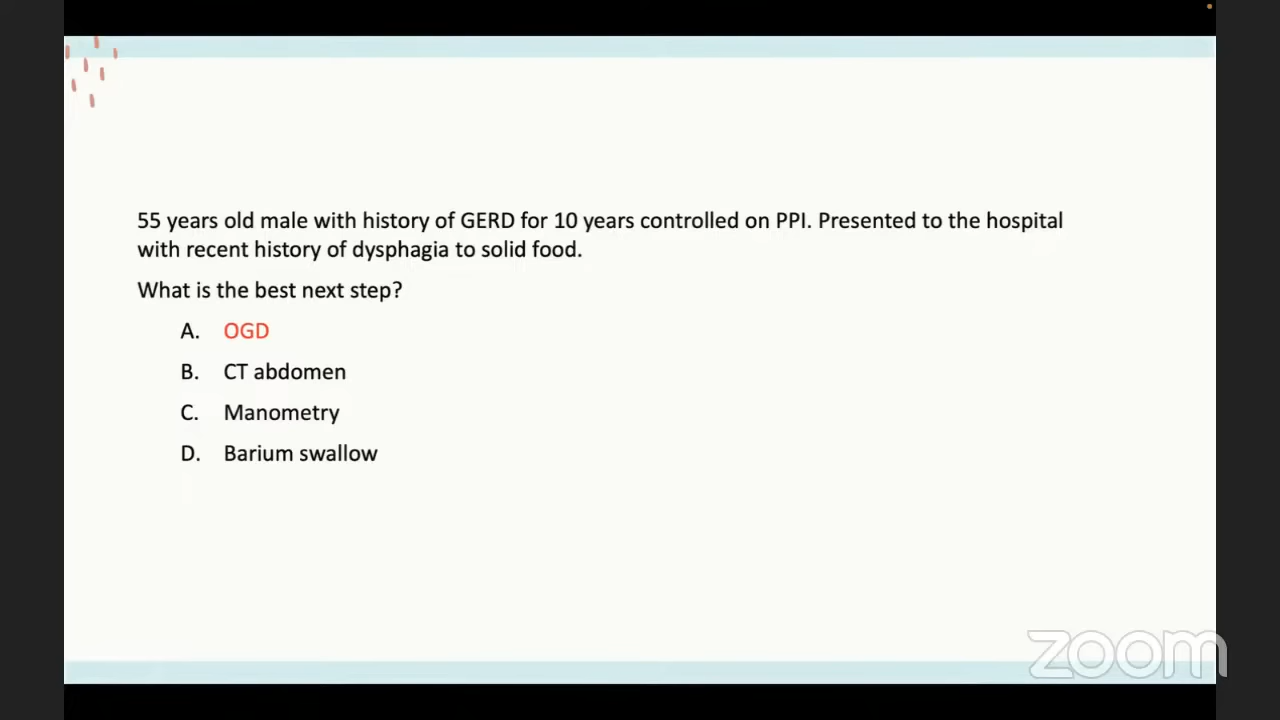 55 years old male with history of GERD for 10 years controlled on PPI. Presented to the hospital
with recent history of dysphagia to solid food.
What is the best next step?
A. OGD
B. CT abdomen
C. Manometry
D. Barium swallow
zoom